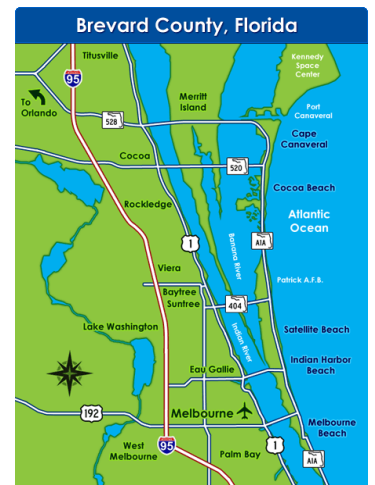 Brevard County, Florida
Titusville
Kennedy
Space
Center
95
To
Orlando
Merritt
Island
528
Port
Canaveral
Cape
Canaveral
Cocoa
520
Cocoa Beach
Rockledge
Atlantic
Ocean
1
A1A
Banana River
Viera
Patrick A.F.B.
Baytree
Suntree
404
Lake Washington
Indian River
Satellite Beach
Indian Harbor
Beach
Eau Gallie
192
Melbourne
Melbourne
Beach
West
Melbourne
95
Palm Bay
1
A1A